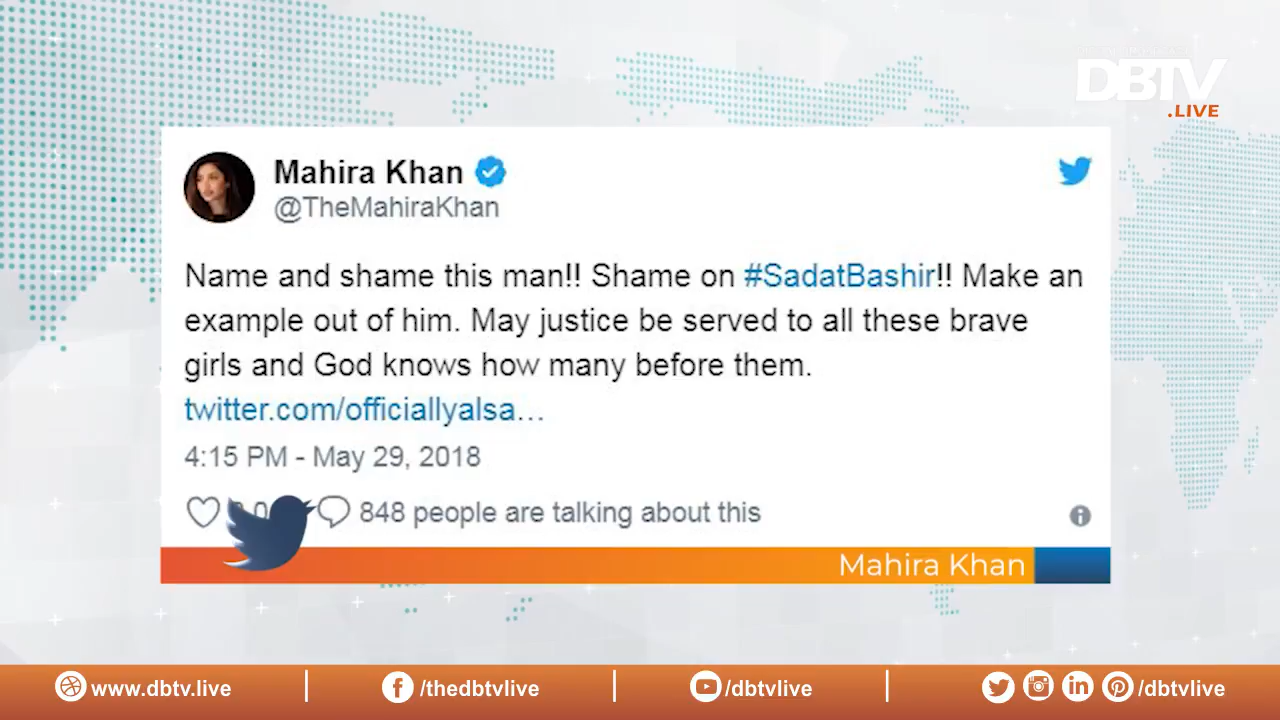 DBTV
.LIVE
Mahira Khan
@TheMahiraKhan
Name and shame this man!! Shame on #SadatBashir!! Make an
example out of him. May justice be served to all these brave
girls and God knows how many before them.
twitter.com/officiallyalsa…
4:15 PM - May 29, 2018
848 people are talking about this
Mahira Khan
www.dbtv.live
/thedbtvlive
/dbtvlive
/dbtvlive